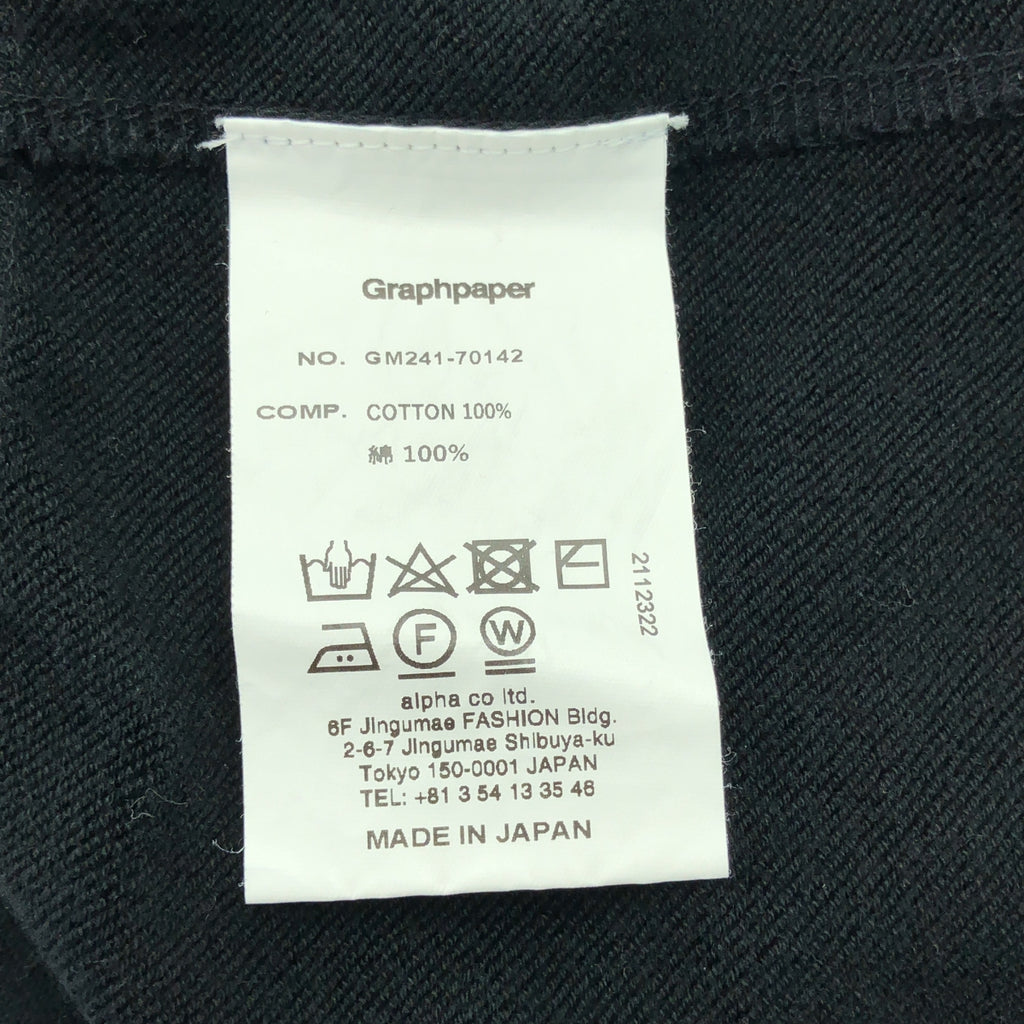 Graphpaper
NO. GM241-70142
COMP. COTTON 100%
綿 100%
2112322
F
W
alpha co ltd.
6F Jingumae FASHION Bldg.
2-6-7 Jingumae Shibuya-ku
Tokyo 150-0001 JAPAN
TEL: +81 3 54 13 35 46
MADE IN JAPAN